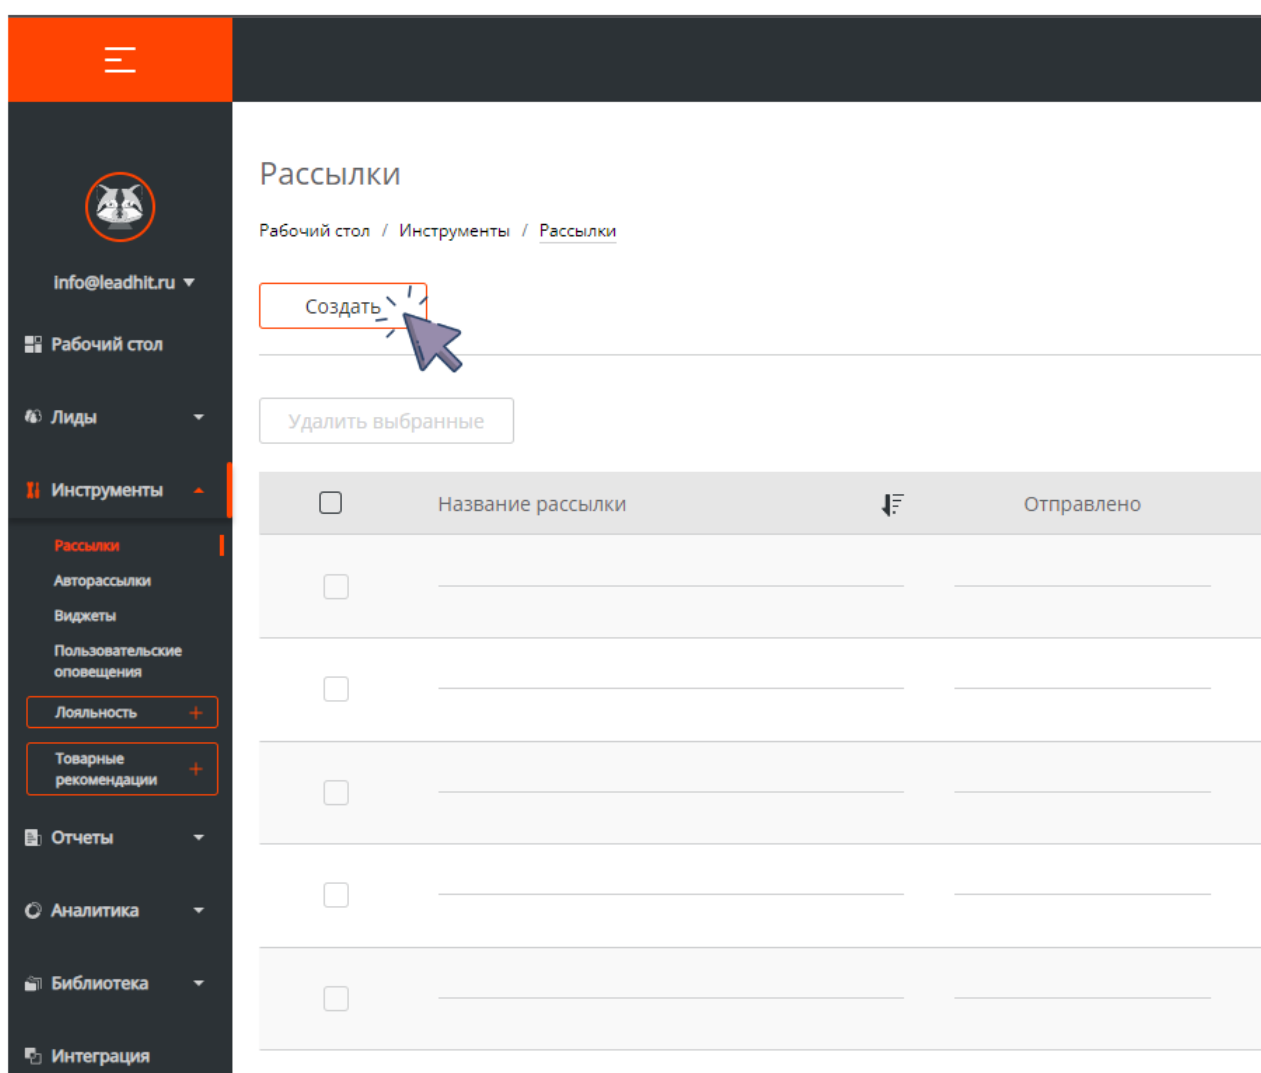 Рассылки
Рабочий стол / Инструменты / Рассылки
info@leadhit.ru
Создать
Рабочий стол
Лиды
Удалить выбранные
Инструменты
Название рассылки
Отправлено
Рассылки
Авторассылки
Виджеты
Пользовательские
оповещения
Лояльность +
Товарные
рекомендации +
Отчеты
Аналитика
Библиотека
Интеграция